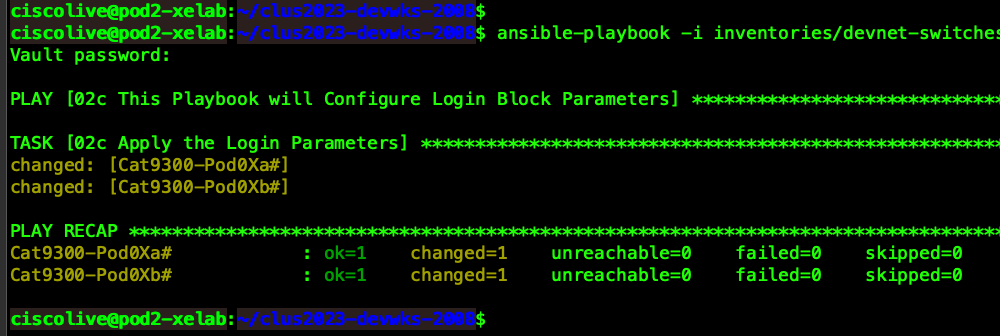 ciscolive@pod2-xelab:~/clus2023-devwks-2008$
ciscolive@pod2-xelab:~/clus2023-devwks-2008$ ansible-playbook -i inventories/devnet-switches
Vault password:
PLAY [02c This Playbook will Configure Login Block Parameters] *****************************
TASK [02c Apply the Login Parameters] ******************************************************
changed: [Cat9300-Pod0Xa#]
changed: [Cat9300-Pod0Xb#]
PLAY RECAP *********************************************************************************
Cat9300-Pod0Xa# : ok=1 changed=1 unreachable=0 failed=0 skipped=0
Cat9300-Pod0Xb# : ok=1 changed=1 unreachable=0 failed=0 skipped=0
ciscolive@pod2-xelab:~/clus2023-devwks-2008$